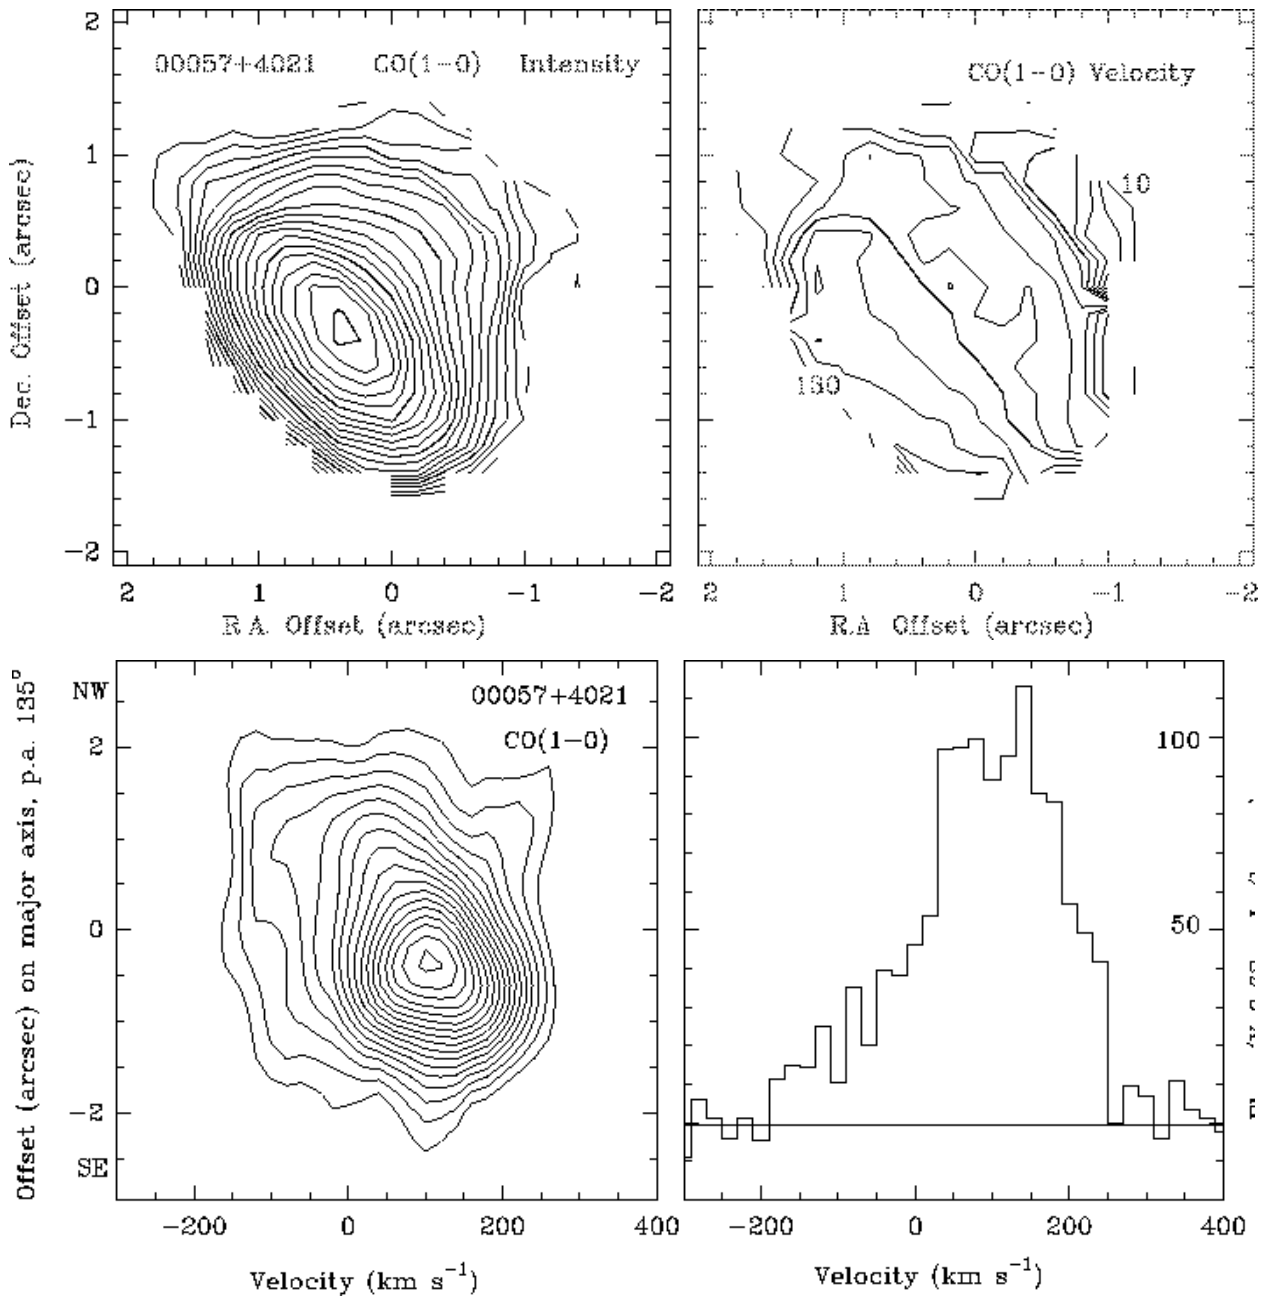 00057+4021 CO(1-0) Intensity
2
1
0
-1
-2
Dec. Offset (arcsec)
2 1 0 -1 -2
R.A. Offset (arcsec)
CO(1-0) Velocity
10
180
2 1 0 -1 -2
R.A Offset (arcsec)
NW
2
0
-2
SE
Offset (arcsec) on major axis, p.a. 135°
00057+4021
CO(1-0)
-200 0 200 400
Velocity (km s⁻¹)
100
50
-200 0 200 400
Velocity (km s⁻¹)